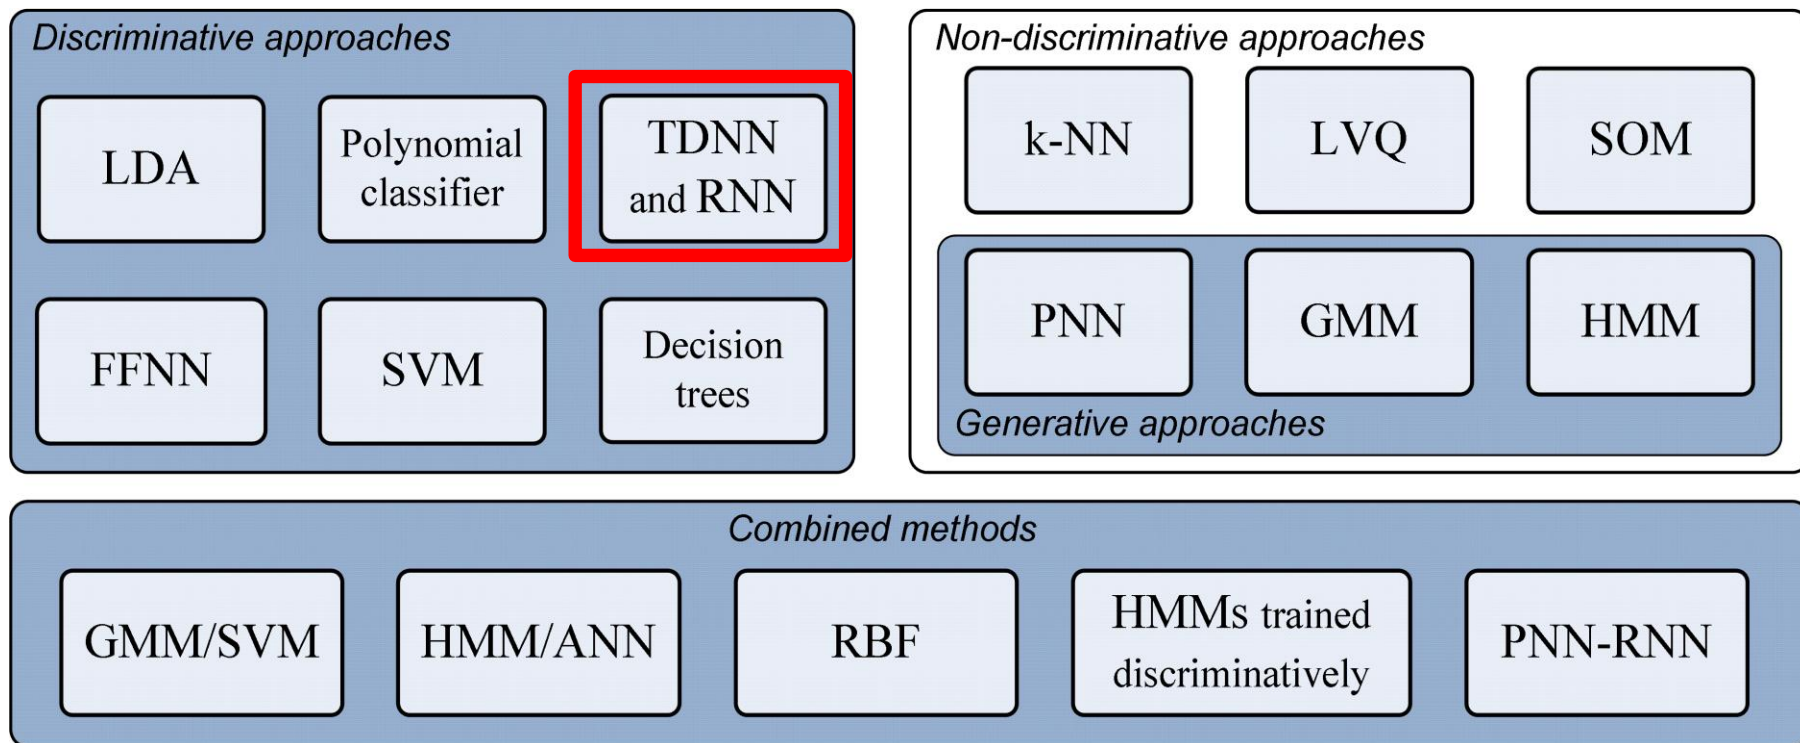 Discriminative approaches
LDA
Polynomial
classifier
TDNN
and RNN
FFNN
SVM
Decision
trees
Non-discriminative approaches
k-NN
LVQ
SOM
PNN
GMM
HMM
Generative approaches
Combined methods
GMM/SVM
HMM/ANN
RBF
HMMs trained
discriminatively
PNN-RNN